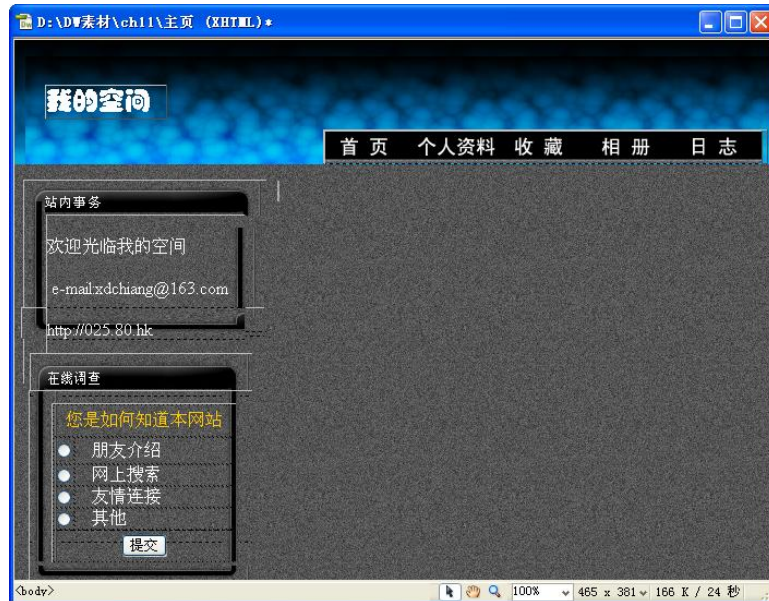 D:\DW素材\ch11\主页 (XHTML)*
我的空间
首 页 个人资料 收 藏 相 册 日 志
站内事务
欢迎光临我的空间
e-mail:xdchiang@163.com
http://025.80.hk
在线调查
您是如何知道本网站
朋友介绍
网上搜索
友情连接
其他
提交
<body> 100% 465 x 381 166 K / 24 秒